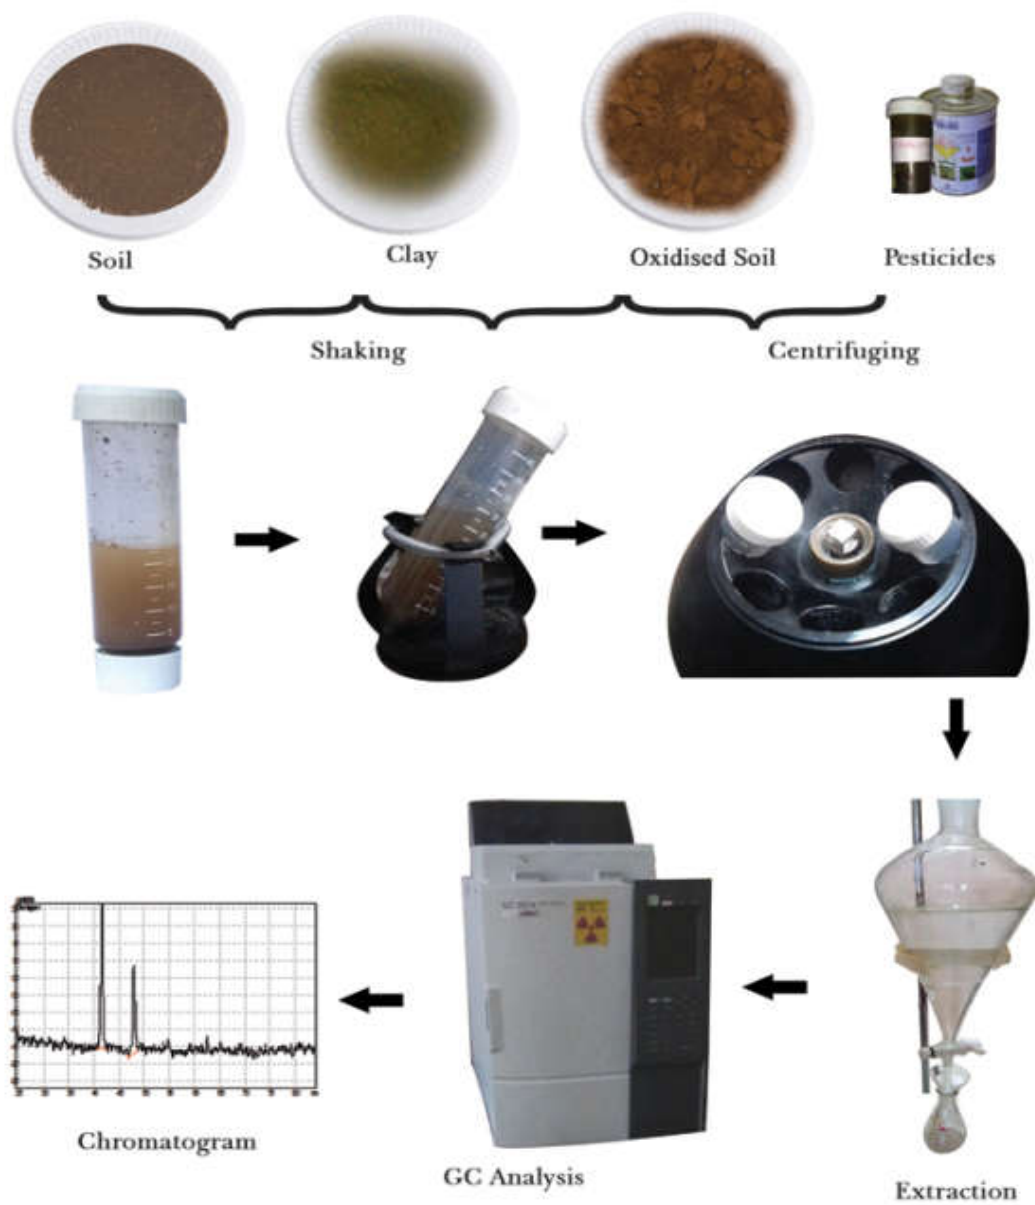 Soil
Clay
Oxidised Soil
Pesticides
Shaking
Centrifuging
Chromatogram
GC Analysis
Extraction